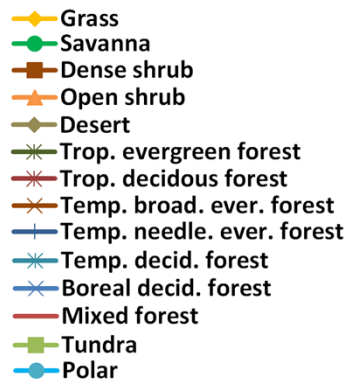 Grass
Savanna
Dense shrub
Open shrub
Desert
Trop. evergreen forest
Trop. decidous forest
Temp. broad. ever. forest
Temp. needle. ever. forest
Temp. decid. forest
Boreal decid. forest
Mixed forest
Tundra
Polar